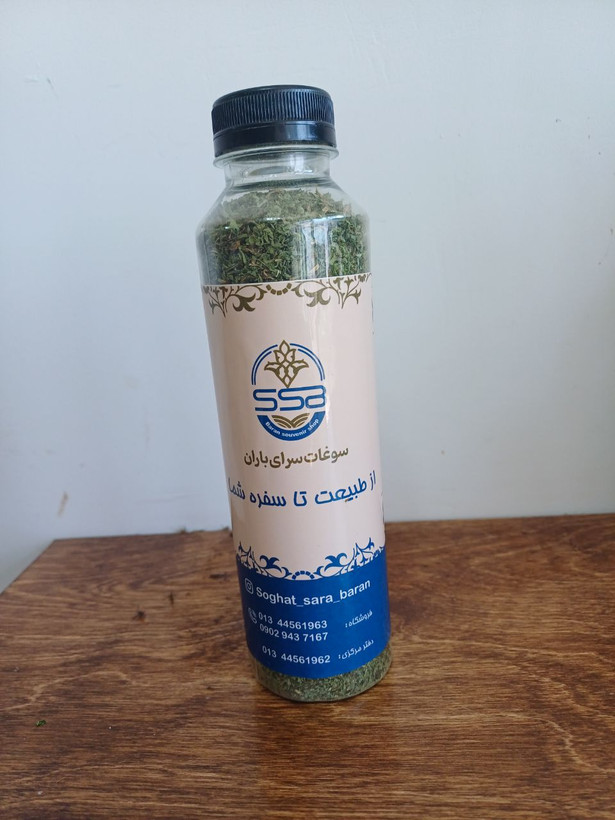 SSB
Baran souvenir shop
سوغات سرای باران
از طبیعت تا سفره شما
Soghat_sara_baran
فروشگاه: 013 44561963
0902 943 7167
دفتر مرکزی: 013 44561962